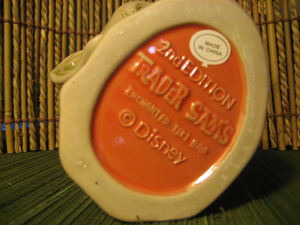 MADE
IN CHINA
2nd EDITION
TRADER SAM'S
ENCHANTED TIKI BAR
©Disney